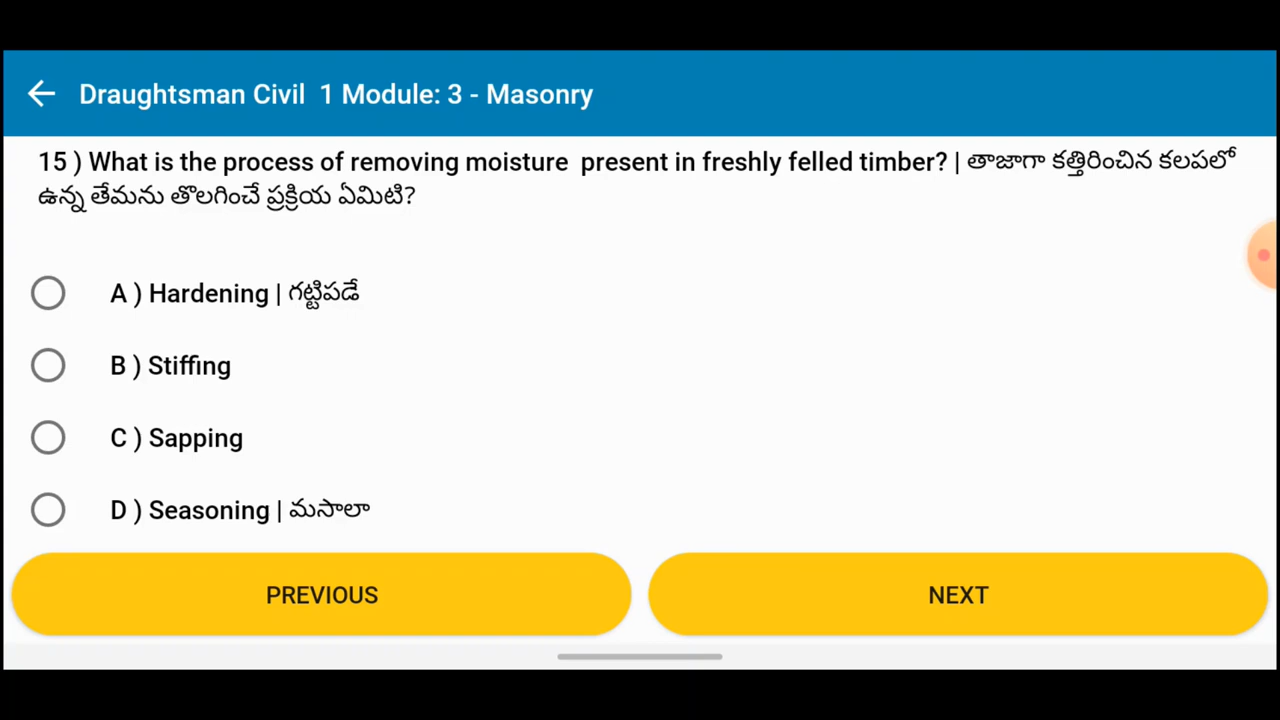 Draughtsman Civil 1 Module: 3 - Masonry
15 ) What is the process of removing moisture present in freshly felled timber? | తాజాగా కత్తిరించిన కలపలో
ఉన్న తేమను తొలగించే ప్రక్రియ ఏమిటి?
A ) Hardening | గట్టిపడే
B ) Stiffing
C ) Sapping
D ) Seasoning | మసాలా
PREVIOUS
NEXT